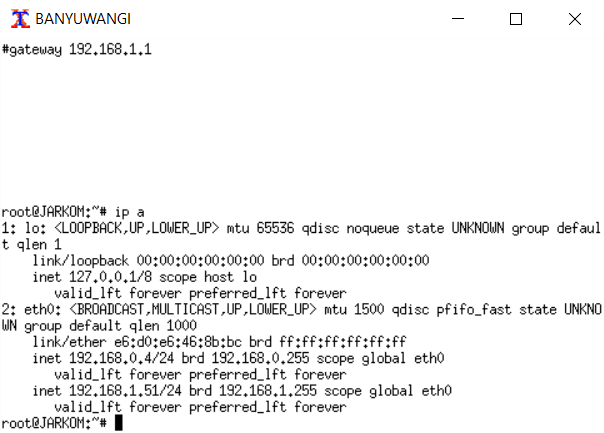 BANYUWANGI
#gateway 192.168.1.1
root@JARKOM:~# ip a
1: lo: <LOOPBACK,UP,LOWER_UP> mtu 65536 qdisc noqueue state UNKNOWN group defaul
t qlen 1
    link/loopback 00:00:00:00:00:00 brd 00:00:00:00:00:00
    inet 127.0.0.1/8 scope host lo
       valid_lft forever preferred_lft forever
2: eth0: <BROADCAST,MULTICAST,UP,LOWER_UP> mtu 1500 qdisc pfifo_fast state UNKNO
WN group default qlen 1000
    link/ether e6:d0:e6:46:8b:bc brd ff:ff:ff:ff:ff:ff
    inet 192.168.0.4/24 brd 192.168.0.255 scope global eth0
       valid_lft forever preferred_lft forever
    inet 192.168.1.51/24 brd 192.168.1.255 scope global eth0
       valid_lft forever preferred_lft forever
root@JARKOM:~#